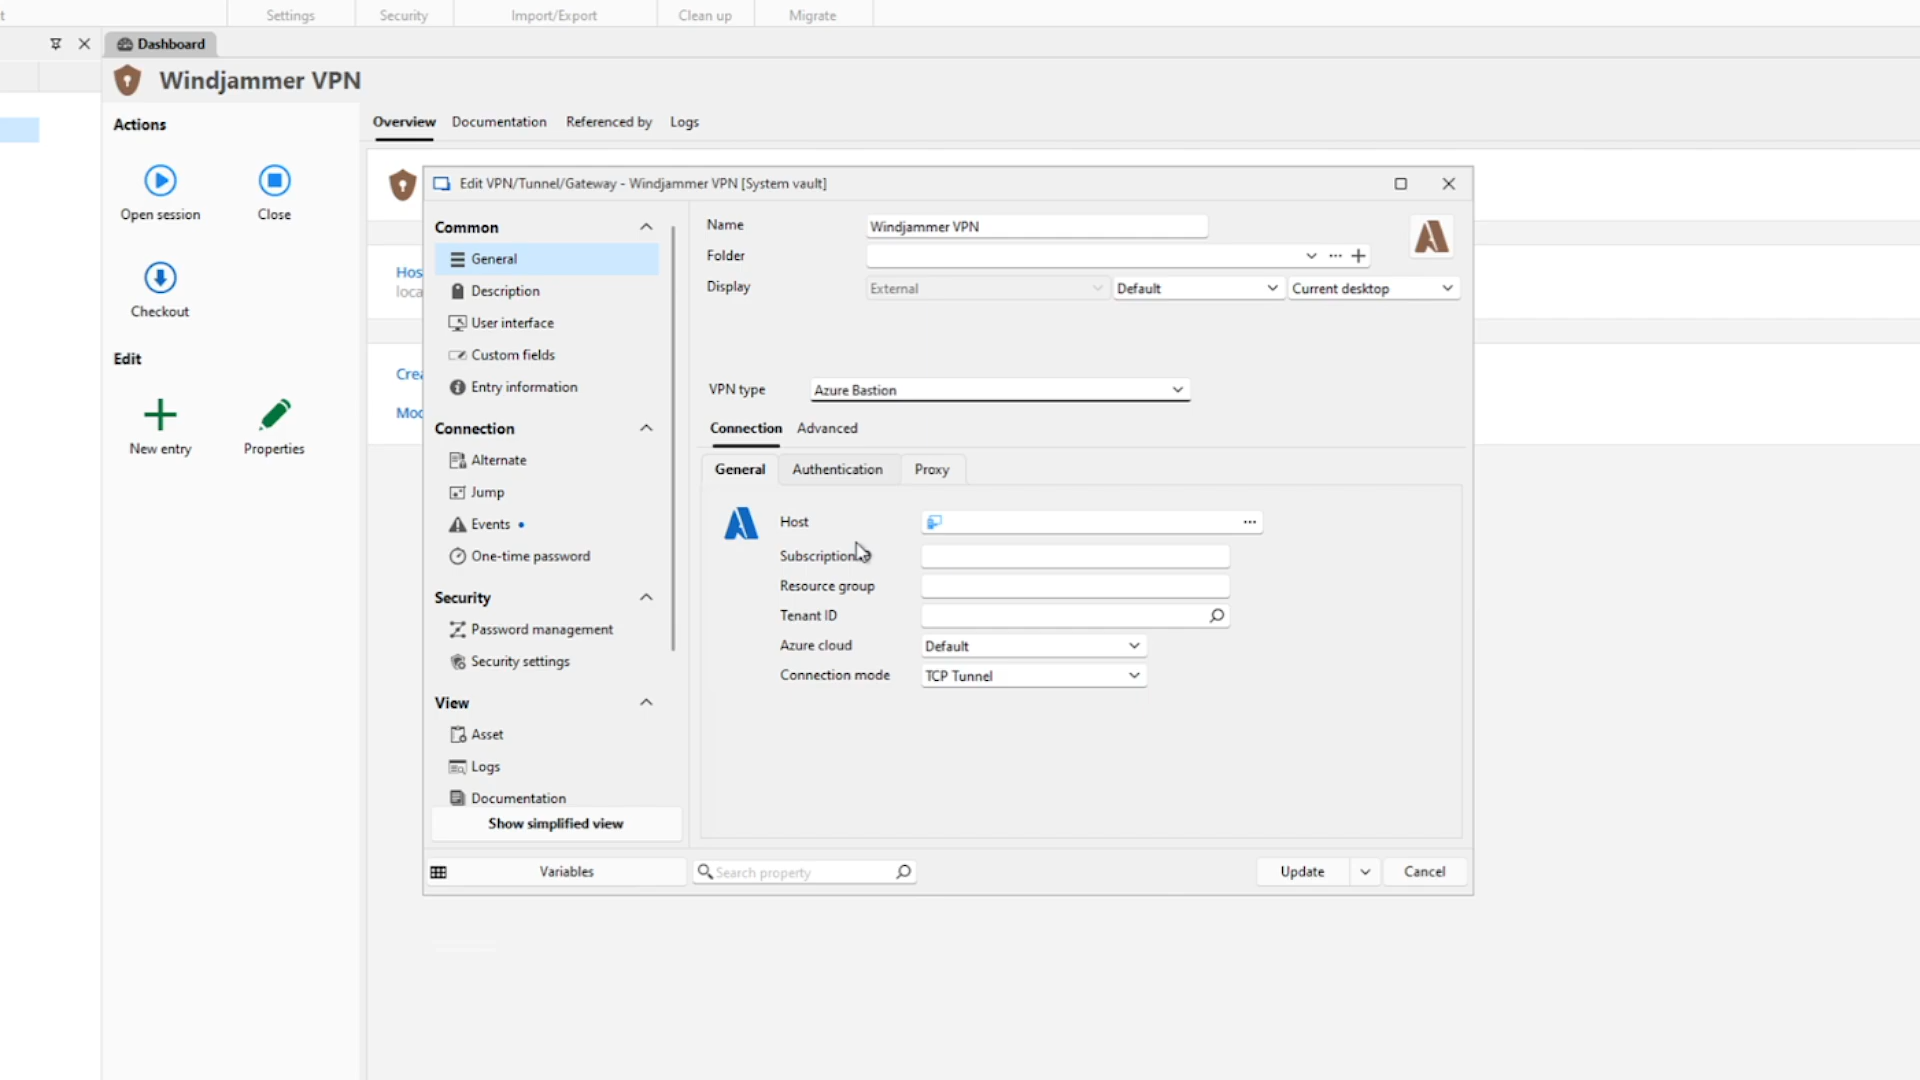 t
Settings
Security
Import/Export
Clean up
Migrate
Dashboard
Windjammer VPN
Actions
Open session
Close
Checkout
Edit
New entry
Properties
Overview
Documentation
Referenced by
Logs
Hos
loca
Crea
Mod
Edit VPN/Tunnel/Gateway - Windjammer VPN [System vault]
Common
General
Description
User interface
Custom fields
Entry information
Connection
Alternate
Jump
Events
One-time password
Security
Password management
Security settings
View
Asset
Logs
Documentation
Show simplified view
Variables
Name
Windjammer VPN
Folder
Display
External
Default
Current desktop
VPN type
Azure Bastion
Connection
Advanced
General
Authentication
Proxy
Host
Subscription
Resource group
Tenant ID
Azure cloud
Default
Connection mode
TCP Tunnel
Search property
Update
Cancel